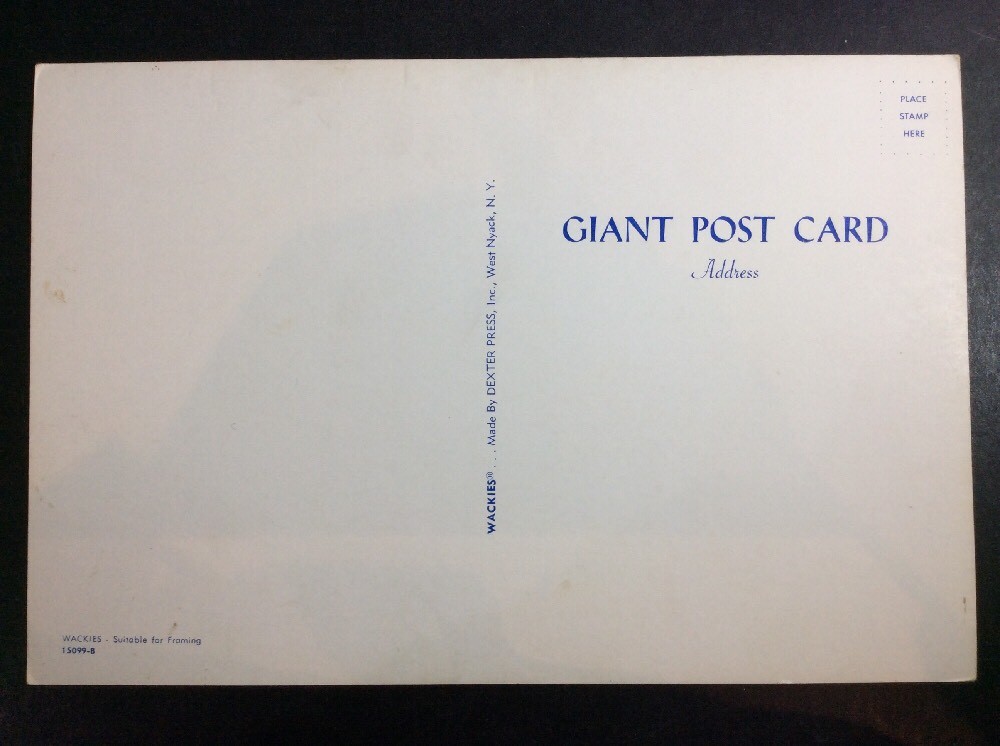 PLACE
STAMP
HERE
GIANT POST CARD
Address
WACKIES® . . . Made By DEXTER PRESS, Inc., West Nyack, N. Y.
WACKIES - Suitable for Framing
15099-B